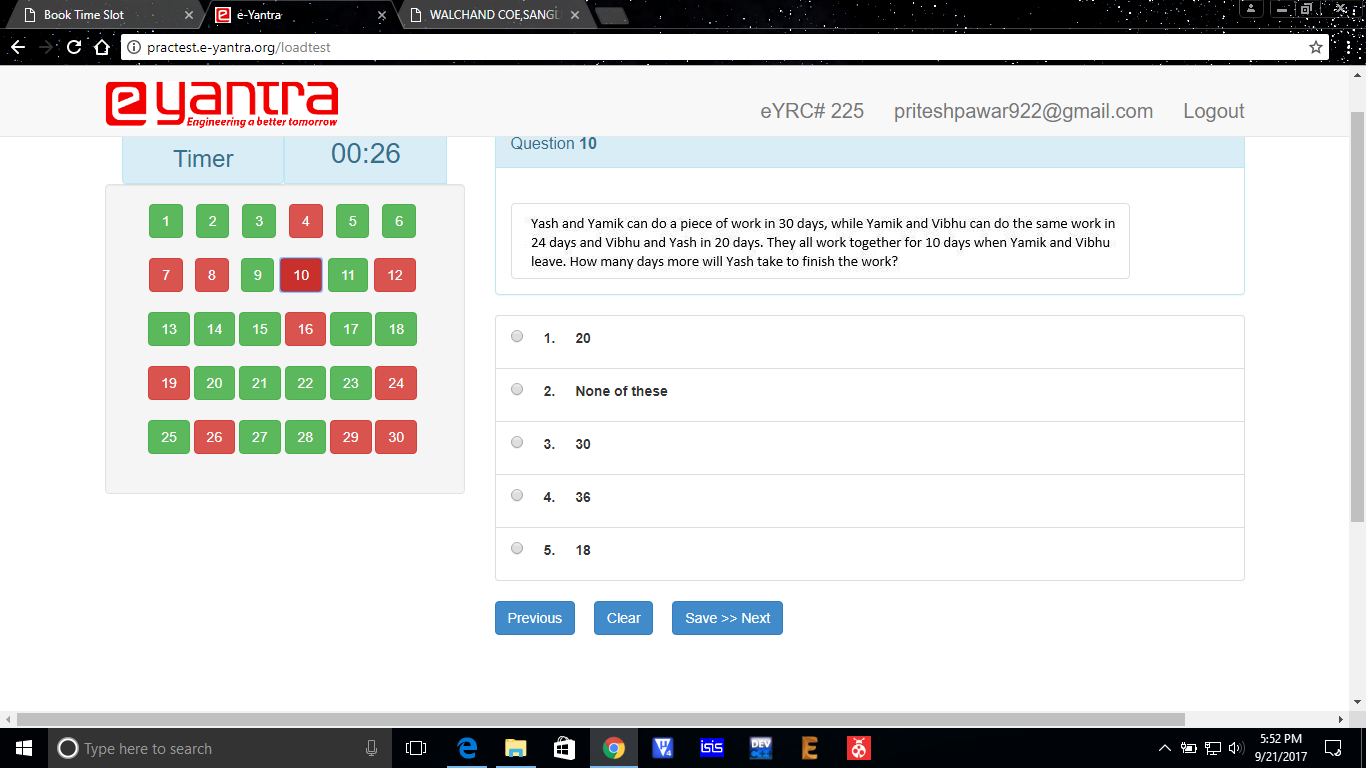 Book Time Slot
e-Yantra
WALCHAND COE,SANGL
practest.e-yantra.org/loadtest
e yantra
Engineering a better tomorrow
eYRC# 225 priteshpawar922@gmail.com Logout
Timer 00:26
Question 10
1 2 3 4 5 6
7 8 9 10 11 12
13 14 15 16 17 18
19 20 21 22 23 24
25 26 27 28 29 30
Yash and Yamik can do a piece of work in 30 days, while Yamik and Vibhu can do the same work in
24 days and Vibhu and Yash in 20 days. They all work together for 10 days when Yamik and Vibhu
leave. How many days more will Yash take to finish the work?
1. 20
2. None of these
3. 30
4. 36
5. 18
Previous Clear Save >> Next
Type here to search
isis
DEV
5:52 PM
9/21/2017